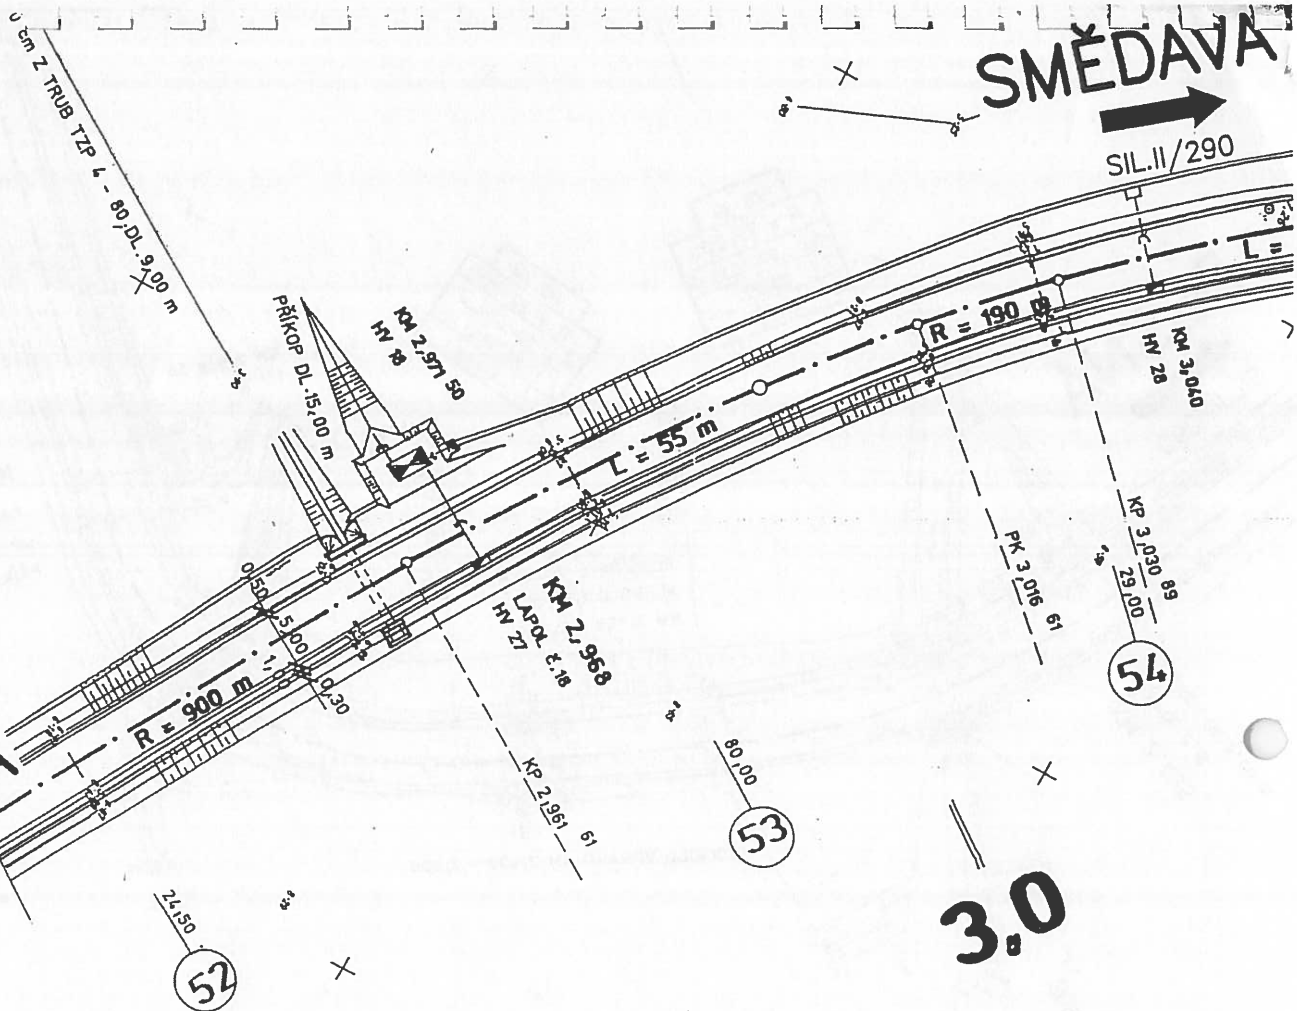 SMĚDAVA
SIL.II/290
cm Z TRUB TZP 4 - 80, DL. 9,00 m
PŘÍKOP DL. 15,00 m
KM 2,971 50
HV
L =
R = 190 m
KM 3,040
HV 28
L = 55 m
KP 3,030 89
29,00
PK 3,016 61
54
0,50
5,00
1,0
0,30
R = 900 m
KM 2,968
LAPOL č.18
HV 27
KP 2,961 61
80,00
53
3,0
24,50
52